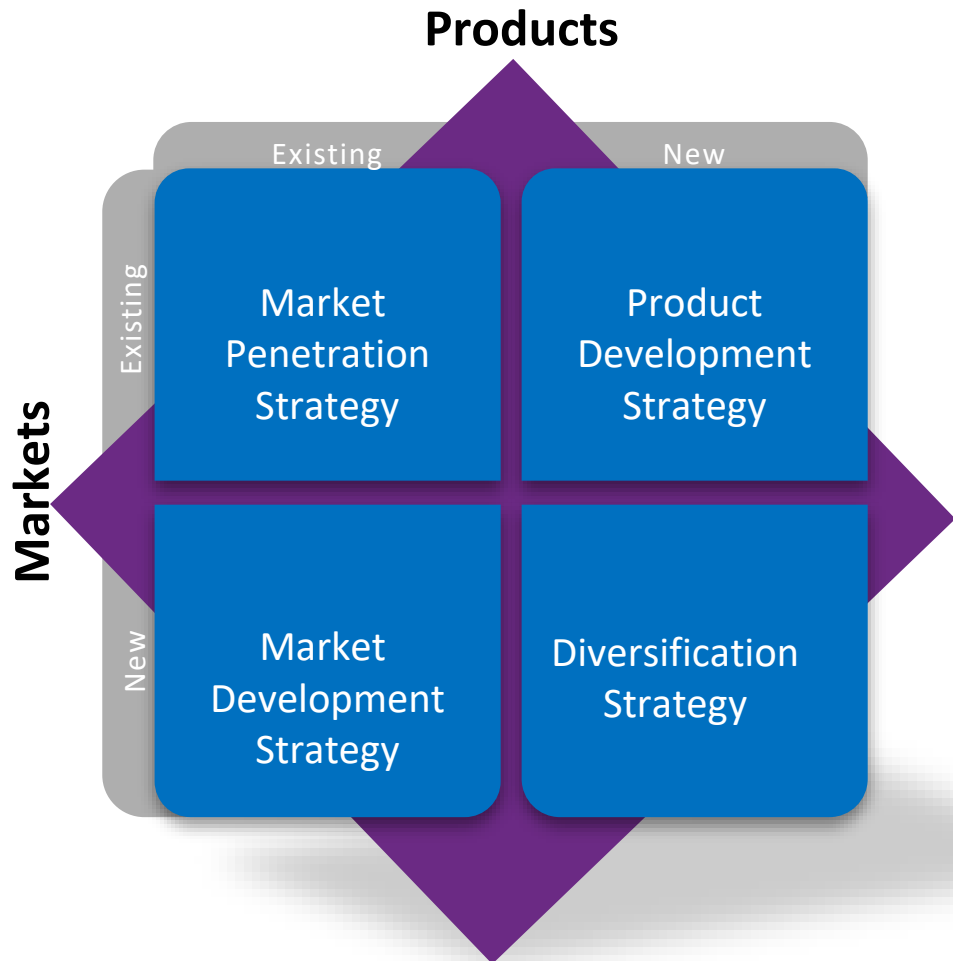 Products
Existing
New
Existing
Market
Penetration
Strategy
Product
Development
Strategy
Markets
New
Market
Development
Strategy
Diversification
Strategy